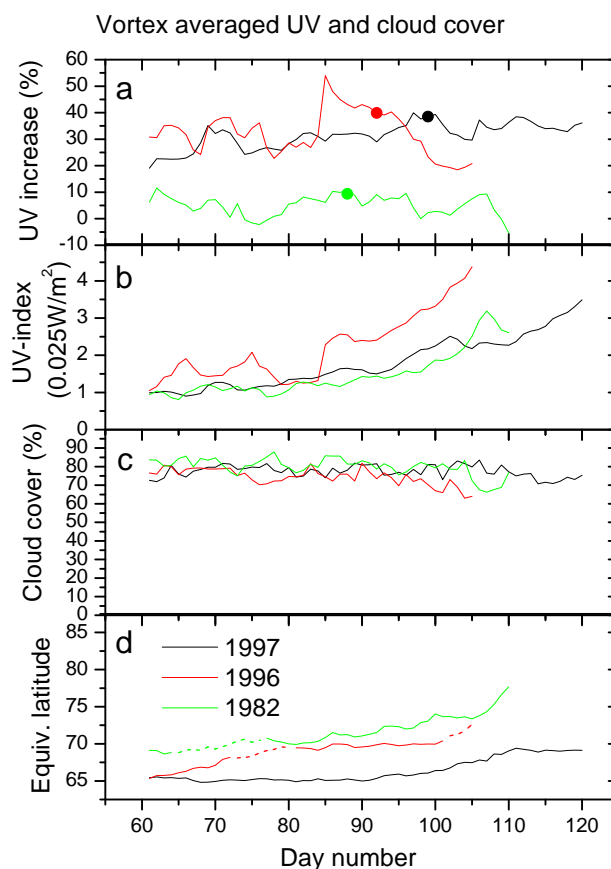 Vortex averaged UV and cloud cover
a
UV increase (%)
60
50
40
30
20
10
0
-10
b
UV-index
(0.025W/m²)
4
3
2
1
0
c
Cloud cover (%)
90
80
70
60
50
40
30
20
10
0
d
1997
1996
1982
Equiv. latitude
85
80
75
70
65
60 70 80 90 100 110 120
Day number